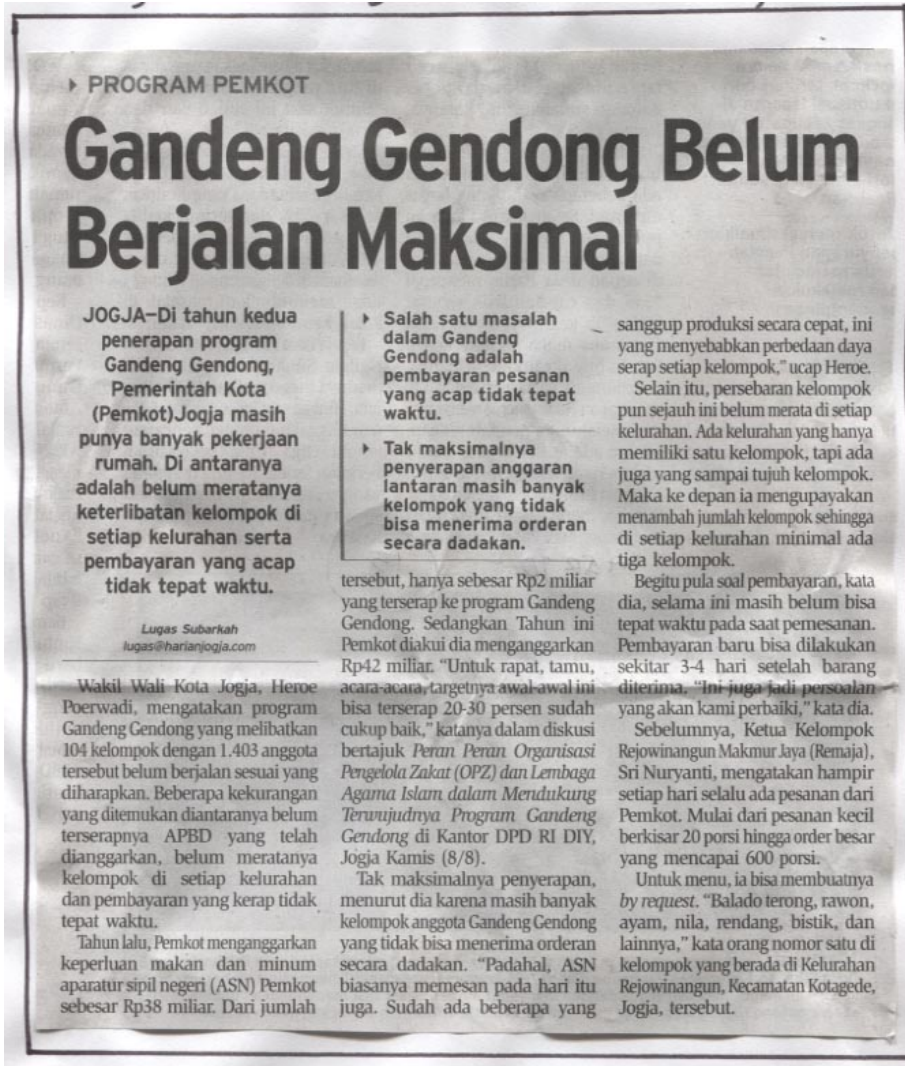 PROGRAM PEMKOT
Gandeng Gendong Belum
Berjalan Maksimal
JOGJA—Di tahun kedua
penerapan program
Gandeng Gendong,
Pemerintah Kota
(Pemkot)Jogja masih
punya banyak pekerjaan
rumah. Di antaranya
adalah belum meratanya
keterlibatan kelompok di
setiap kelurahan serta
pembayaran yang acap
tidak tepat waktu.
Lugas Subarkah
lugas@harianjogja.com
Wakil Wali Kota Jogja, Heroe
Poerwadi, mengatakan program
Gandeng Gendong yang melibatkan
104 kelompok dengan 1.403 anggota
tersebut belum berjalan sesuai yang
diharapkan. Beberapa kekurangan
yang ditemukan diantaranya belum
terserapnya APBD yang telah
dianggarkan, belum meratanya
kelompok di setiap kelurahan
dan pembayaran yang kerap tidak
tepat waktu.
Tahun lalu, Pemkot menganggarkan
keperluan makan dan minum
aparatur sipil negeri (ASN) Pemkot
sebesar Rp38 miliar. Dari jumlah
Salah satu masalah
dalam Gandeng
Gendong adalah
pembayaran pesanan
yang acap tidak tepat
waktu.
Tak maksimalnya
penyerapan anggaran
lantaran masih banyak
kelompok yang tidak
bisa menerima orderan
secara dadakan.
tersebut, hanya sebesar Rp2 miliar
yang terserap ke program Gandeng
Gendong. Sedangkan Tahun ini
Pemkot diakui dia menganggarkan
Rp42 miliar. "Untuk rapat, tamu,
acara-acara, targetnya awal-awal ini
bisa terserap 20-30 persen sudah
cukup baik," katanya dalam diskusi
bertajuk Peran Peran Organisasi
Pengelola Zakat (OPZ) dan Lembaga
Agama Islam dalam Mendukung
Terwujudnya Program Gandeng
Gendong di Kantor DPD RI DIY,
Jogja Kamis (8/8).
Tak maksimalnya penyerapan,
menurut dia karena masih banyak
kelompok anggota Gandeng Gendong
yang tidak bisa menerima orderan
secara dadakan. "Padahal, ASN
biasanya memesan pada hari itu
juga. Sudah ada beberapa yang
sanggup produksi secara cepat, ini
yang menyebabkan perbedaan daya
serap setiap kelompok," ucap Heroe.
Selain itu, persebaran kelompok
pun sejauh ini belum merata di setiap
kelurahan. Ada kelurahan yang hanya
memiliki satu kelompok, tapi ada
juga yang sampai tujuh kelompok.
Maka ke depan ia mengupayakan
menambah jumlah kelompok sehingga
di setiap kelurahan minimal ada
tiga kelompok.
Begitu pula soal pembayaran, kata
dia, selama ini masih belum bisa
tepat waktu pada saat pemesanan.
Pembayaran baru bisa dilakukan
sekitar 3-4 hari setelah barang
diterima. "Ini juga jadi persoalan
yang akan kami perbaiki," kata dia.
Sebelumnya, Ketua Kelompok
Rejowinangun Makmur Jaya (Remaja),
Sri Nuryanti, mengatakan hampir
setiap hari selalu ada pesanan dari
Pemkot. Mulai dari pesanan kecil
berkisar 20 porsi hingga order besar
yang mencapai 600 porsi.
Untuk menu, ia bisa membuatnya
by request. "Balado terong, rawon,
ayam, nila, rendang, bistik, dan
lainnya," kata orang nomor satu di
kelompok yang berada di Kelurahan
Rejowinangun, Kecamatan Kotagede,
Jogja, tersebut.